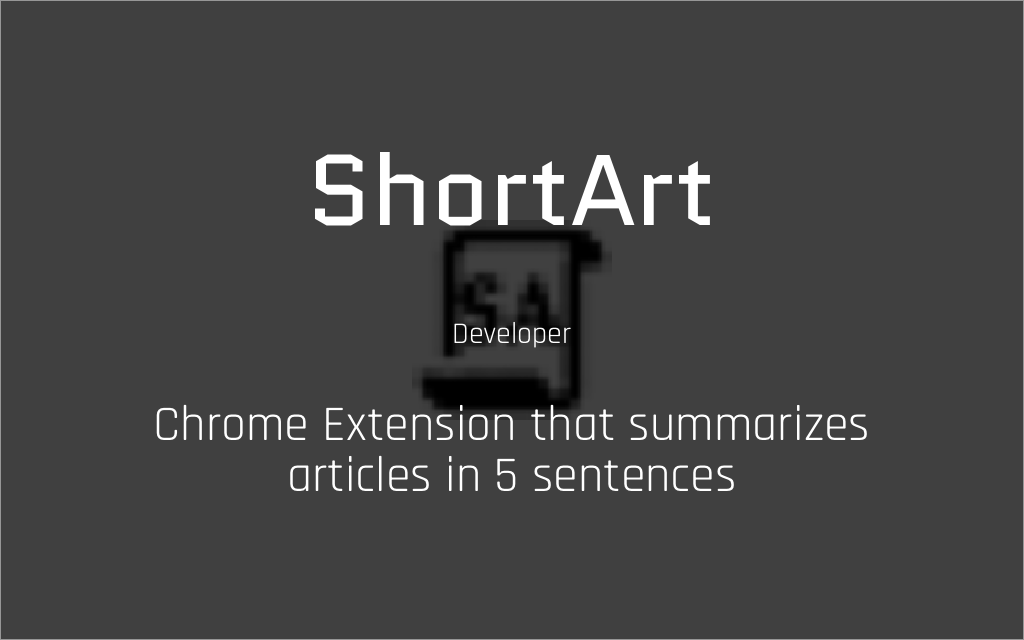 ShortArt
SA
Developer
Chrome Extension that summarizes
articles in 5 sentences